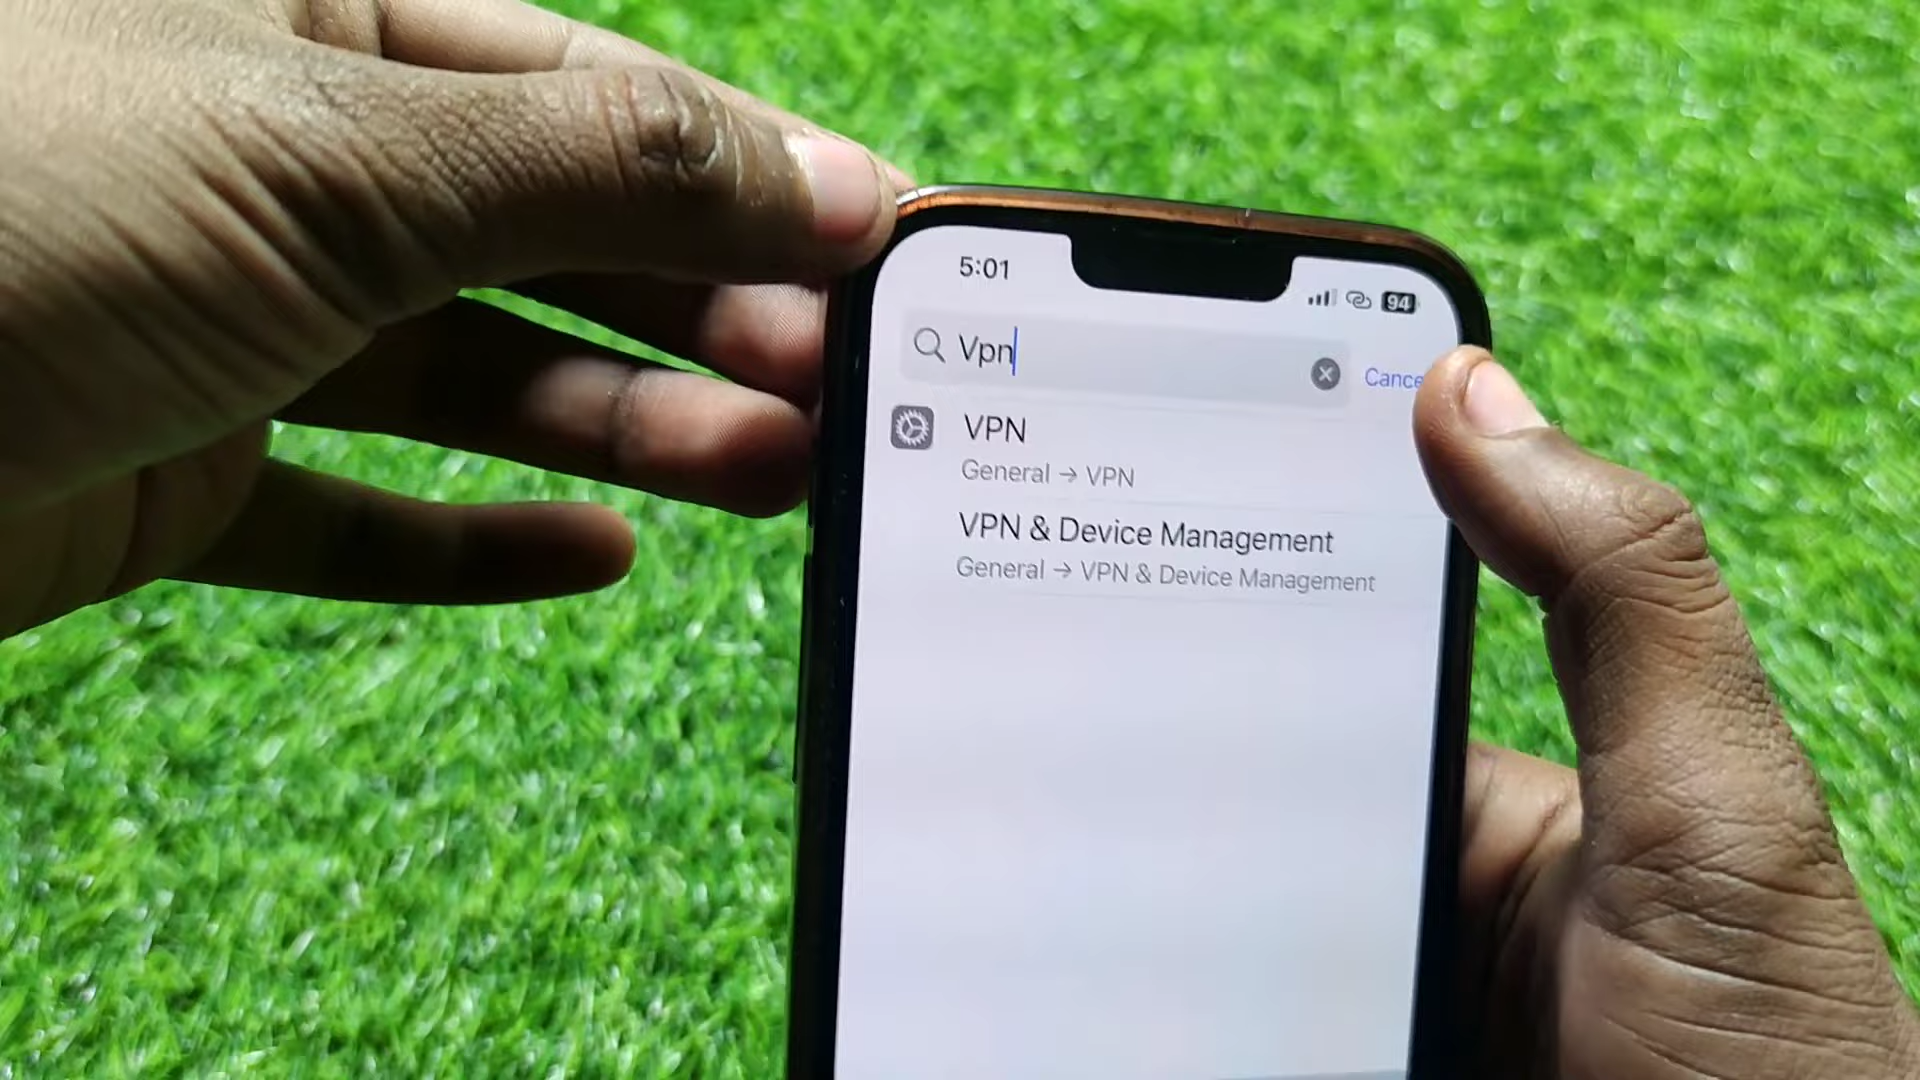 5:01
94
Vpn
Cance
VPN
General → VPN
VPN & Device Management
General → VPN & Device Management